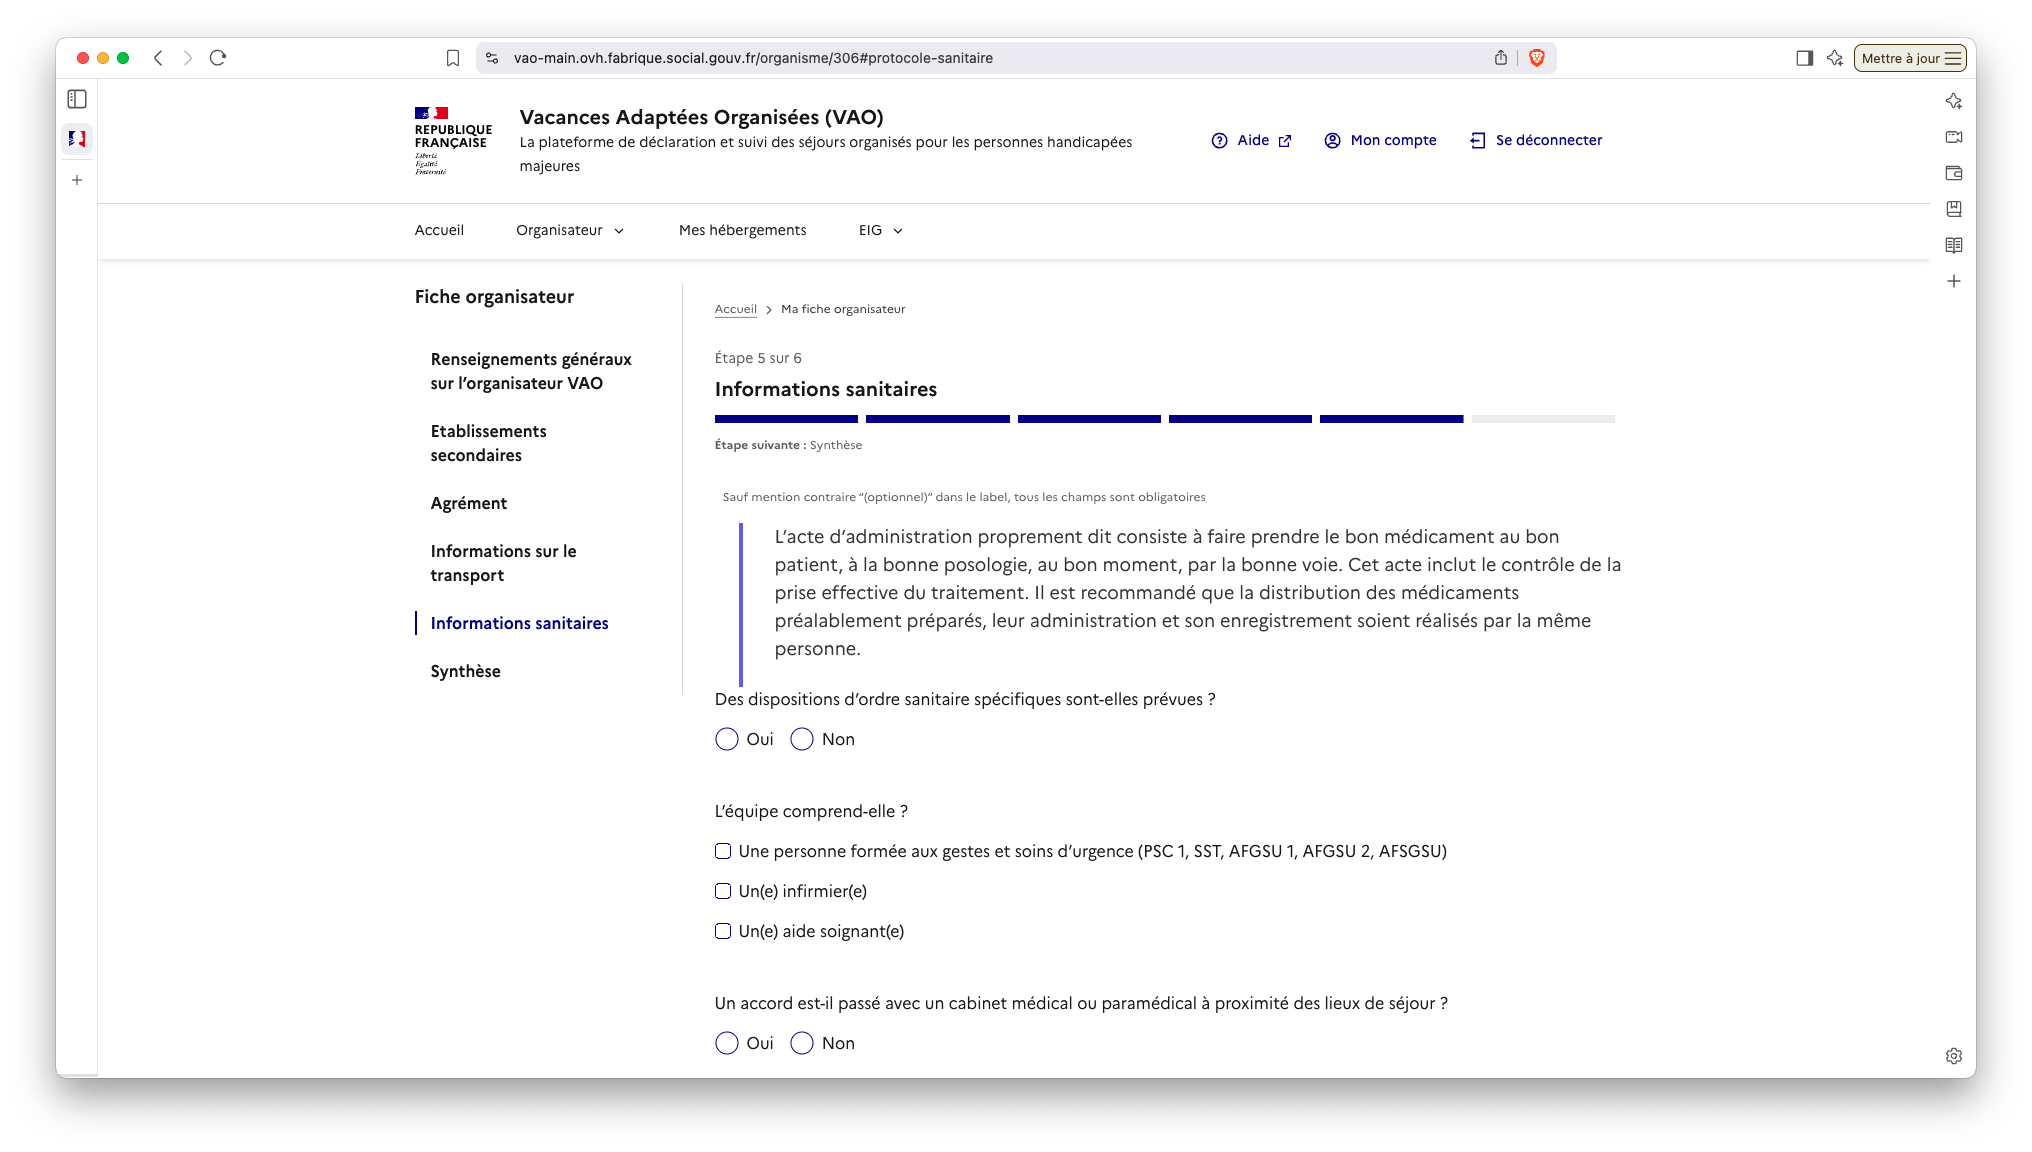 vao-main.ovh.fabrique.social.gouv.fr/organisme/306#protocole-sanitaire
Mettre à jour
REPUBLIQUE
FRANÇAISE
Liberté
Égalité
Fraternité
Vacances Adaptées Organisées (VAO)
La plateforme de déclaration et suivi des séjours organisés pour les personnes handicapées
majeures
Aide
Mon compte
Se déconnecter
Accueil
Organisateur
Mes hébergements
EIG
Fiche organisateur
Renseignements généraux
sur l’organisateur VAO
Etablissements
secondaires
Agrément
Informations sur le
transport
Informations sanitaires
Synthèse
Accueil > Ma fiche organisateur
Étape 5 sur 6
Informations sanitaires
Étape suivante : Synthèse
Sauf mention contraire “(optionnel)” dans le label, tous les champs sont obligatoires
L’acte d’administration proprement dit consiste à faire prendre le bon médicament au bon
patient, à la bonne posologie, au bon moment, par la bonne voie. Cet acte inclut le contrôle de la
prise effective du traitement. Il est recommandé que la distribution des médicaments
préalablement préparés, leur administration et son enregistrement soient réalisés par la même
personne.
Des dispositions d’ordre sanitaire spécifiques sont-elles prévues ?
Oui
Non
L’équipe comprend-elle ?
Une personne formée aux gestes et soins d’urgence (PSC 1, SST, AFGSU 1, AFGSU 2, AFSGSU)
Un(e) infirmier(e)
Un(e) aide soignant(e)
Un accord est-il passé avec un cabinet médical ou paramédical à proximité des lieux de séjour ?
Oui
Non